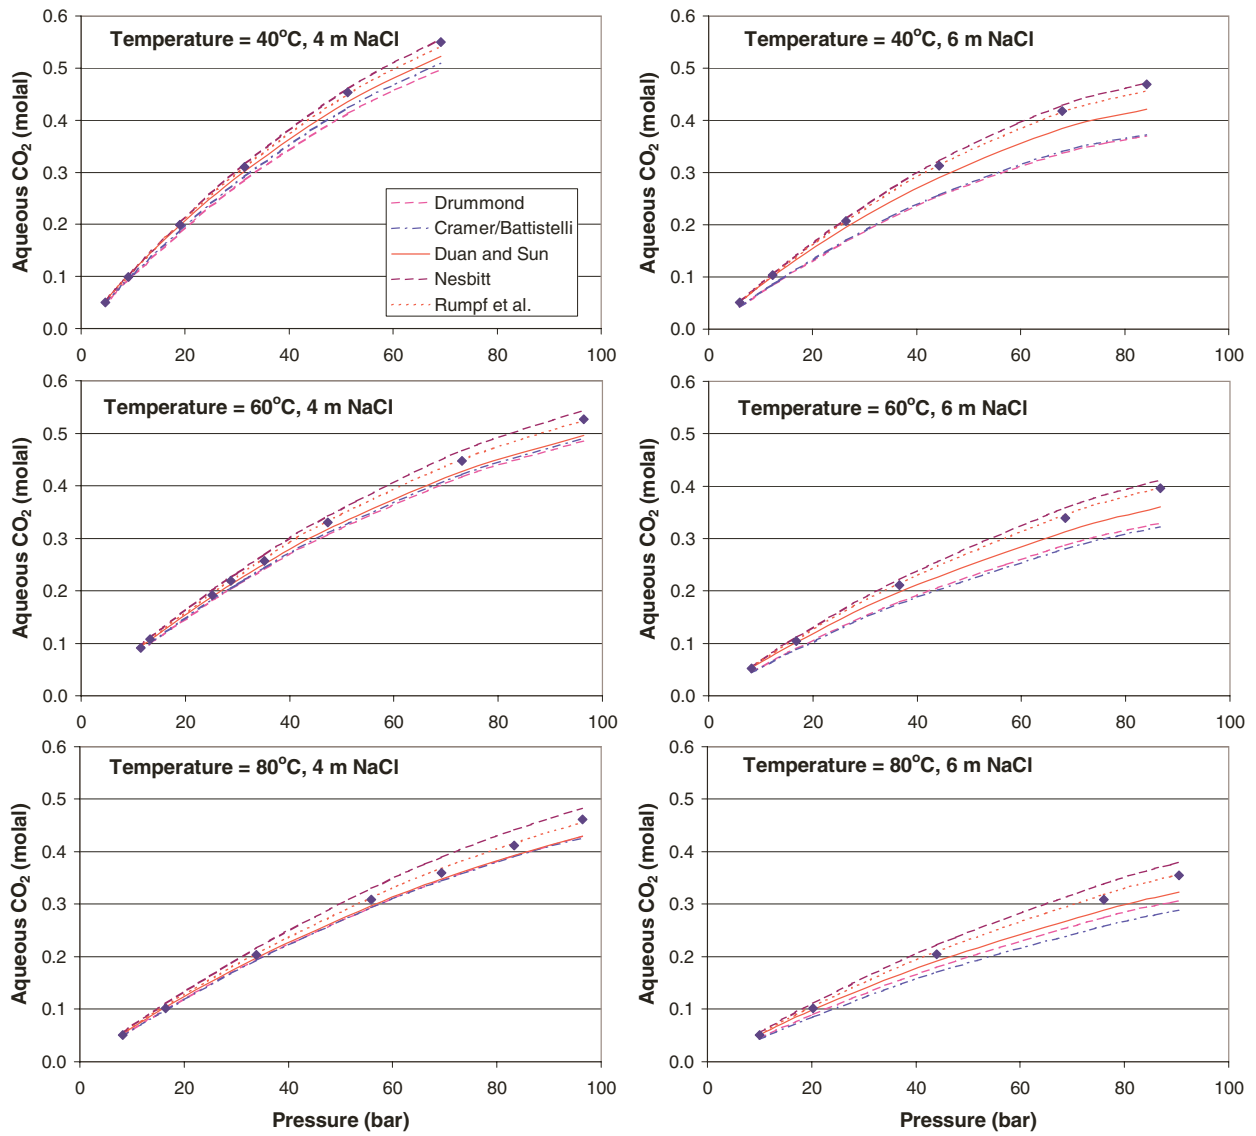 Temperature = 40°C, 4 m NaCl
Aqueous CO₂ (molal)
0.6
0.5
0.4
0.3
0.2
0.1
0.0
0 20 40 60 80 100
Drummond
Cramer/Battistelli
Duan and Sun
Nesbitt
Rumpf et al.
Temperature = 40°C, 6 m NaCl
Aqueous CO₂ (molal)
0.6
0.5
0.4
0.3
0.2
0.1
0.0
0 20 40 60 80 100
Temperature = 60°C, 4 m NaCl
Aqueous CO₂ (molal)
0.6
0.5
0.4
0.3
0.2
0.1
0.0
0 20 40 60 80 100
Temperature = 60°C, 6 m NaCl
Aqueous CO₂ (molal)
0.6
0.5
0.4
0.3
0.2
0.1
0.0
0 20 40 60 80 100
Temperature = 80°C, 4 m NaCl
Aqueous CO₂ (molal)
0.6
0.5
0.4
0.3
0.2
0.1
0.0
0 20 40 60 80 100
Pressure (bar)
Temperature = 80°C, 6 m NaCl
Aqueous CO₂ (molal)
0.6
0.5
0.4
0.3
0.2
0.1
0.0
0 20 40 60 80 100
Pressure (bar)